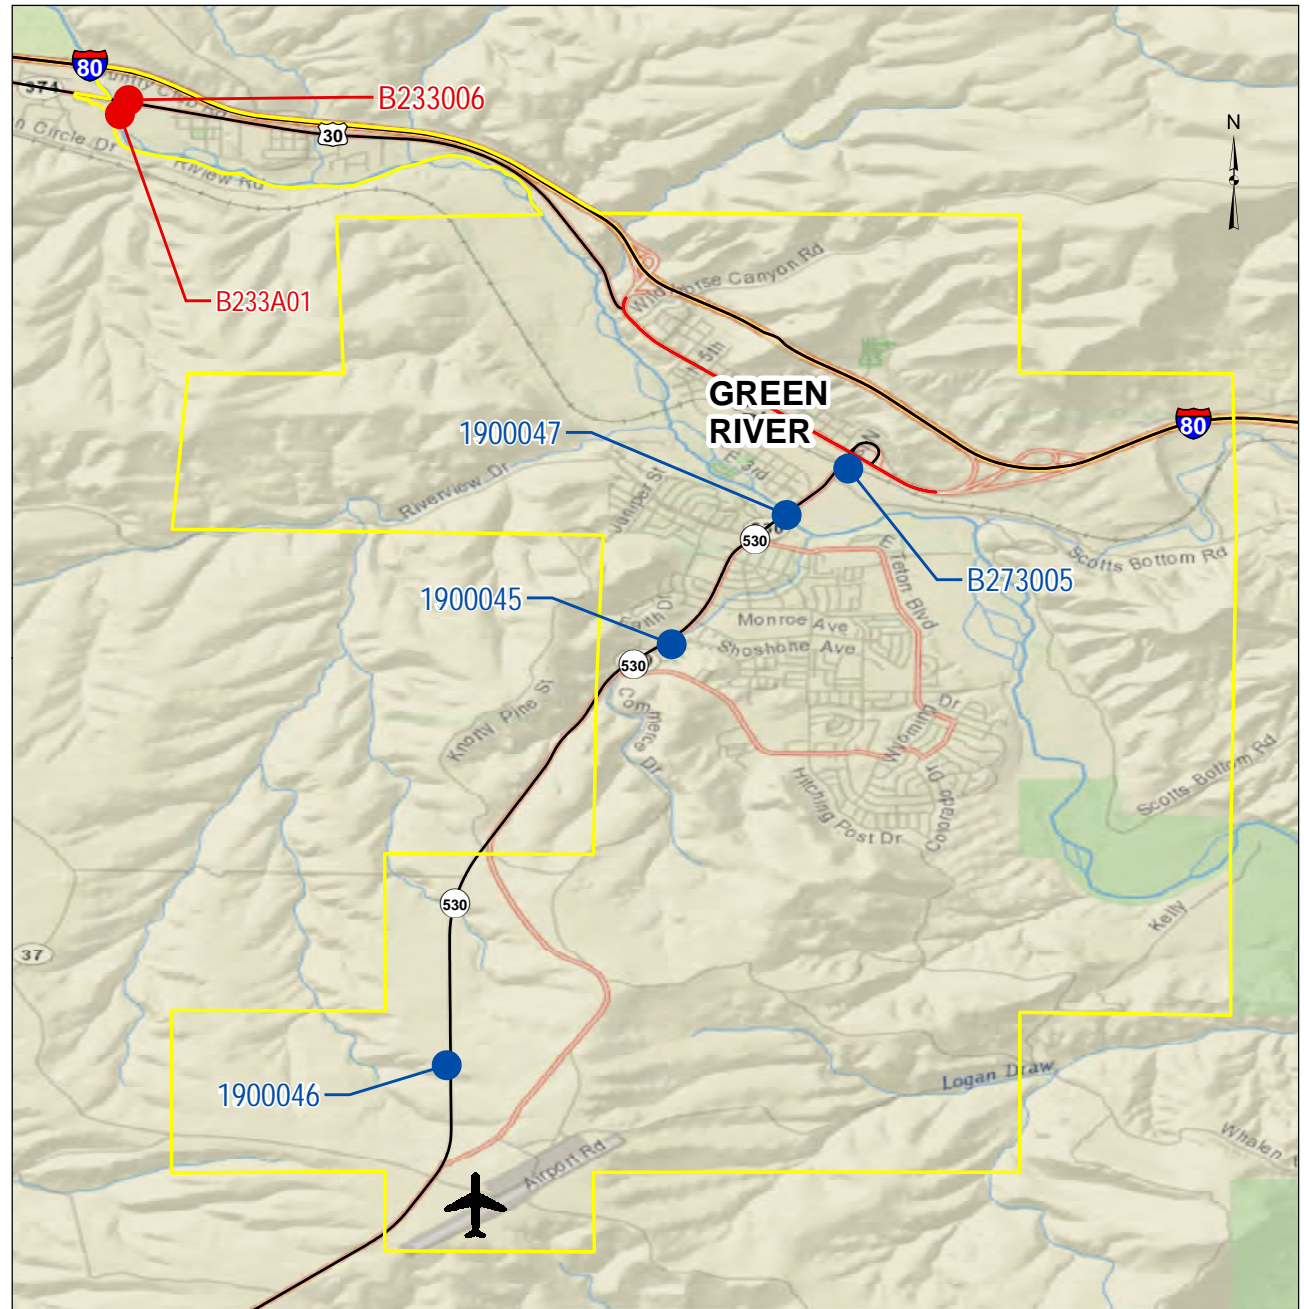 80
B233006
374
30
Riview Rd
N
B233A01
Wild Horse Canyon Rd
5th
GREEN
RIVER
80
1900047
E 3rd
Riverview Dr
Juniper St
530
E Teton Blvd
Scotts Bottom Rd
B273005
1900045
Monroe Ave
Shoshone Ave
530
Knotty Pine St
Commerce Dr
Wyoming Dr
Hitching Post Dr
Colorado Dr
Scotts Bottom Rd
530
Kelly
37
1900046
Logan Draw
Whalen
Airport Rd